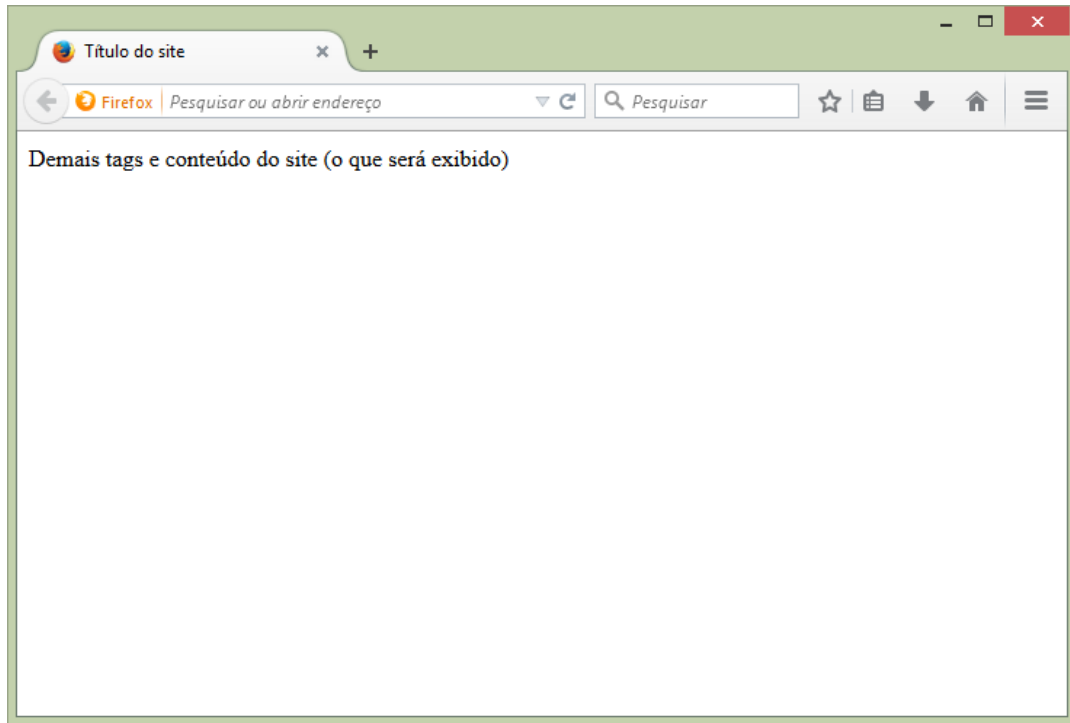 Título do site
Firefox Pesquisar ou abrir endereço Pesquisar
Demais tags e conteúdo do site (o que será exibido)